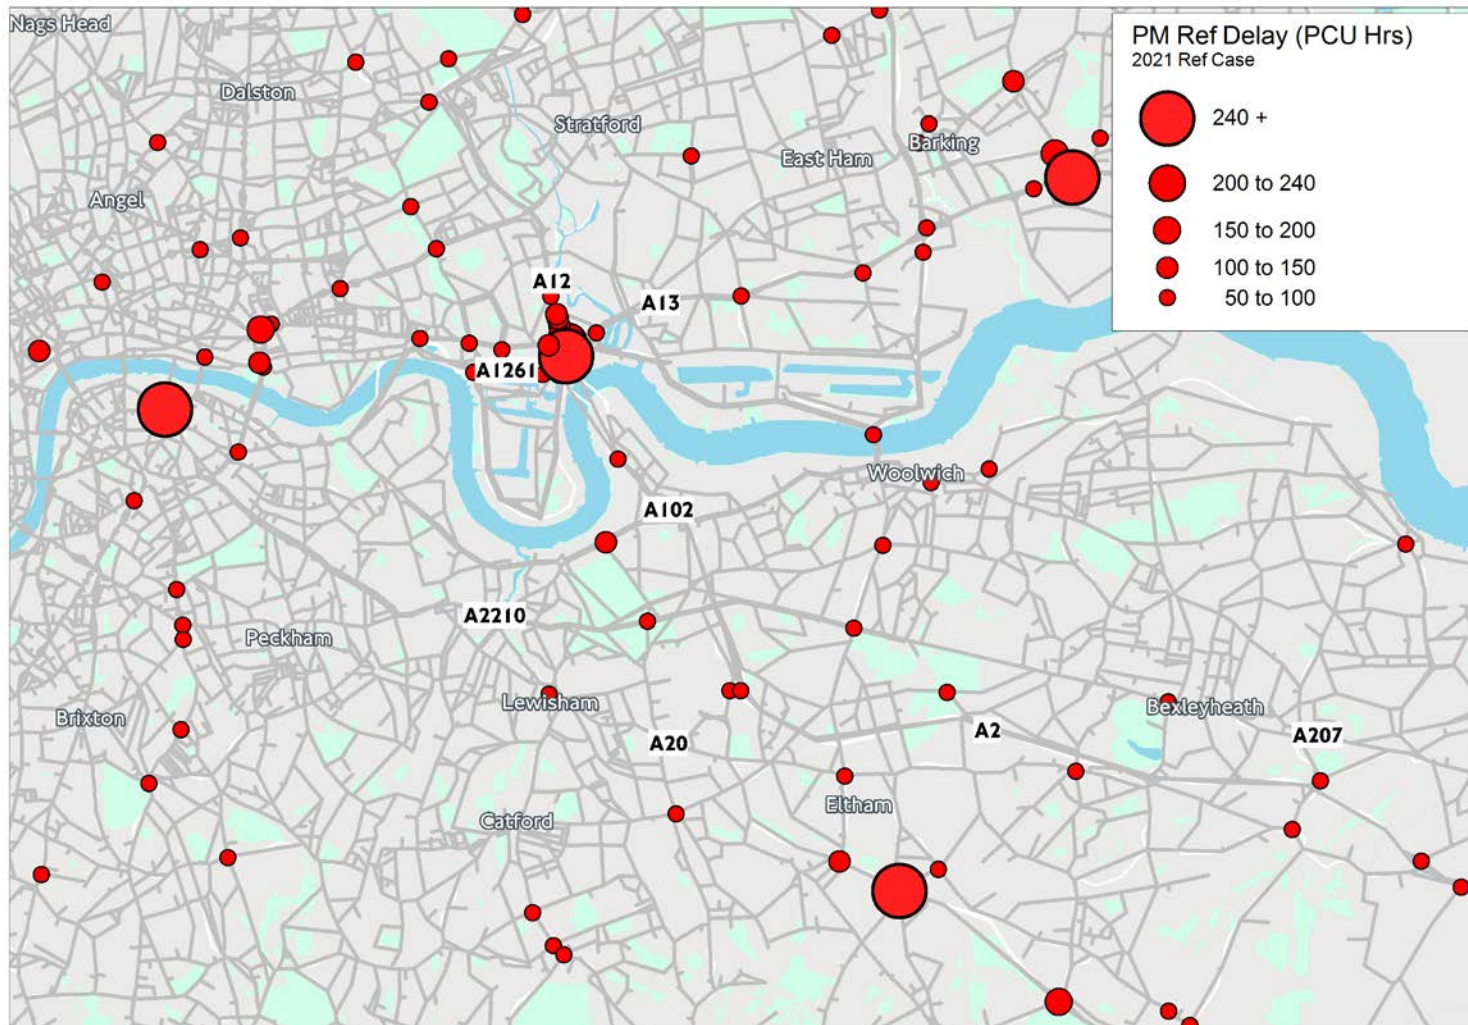 Nags Head
PM Ref Delay (PCU Hrs)
2021 Ref Case
240 +
200 to 240
150 to 200
100 to 150
50 to 100
Dalston
Stratford
Barking
East Ham
Angel
A12
A13
A1261
Woolwich
A102
A2210
Peckham
Lewisham
Bexleyheath
Brixton
A20
A2
A207
Eltham
Catford